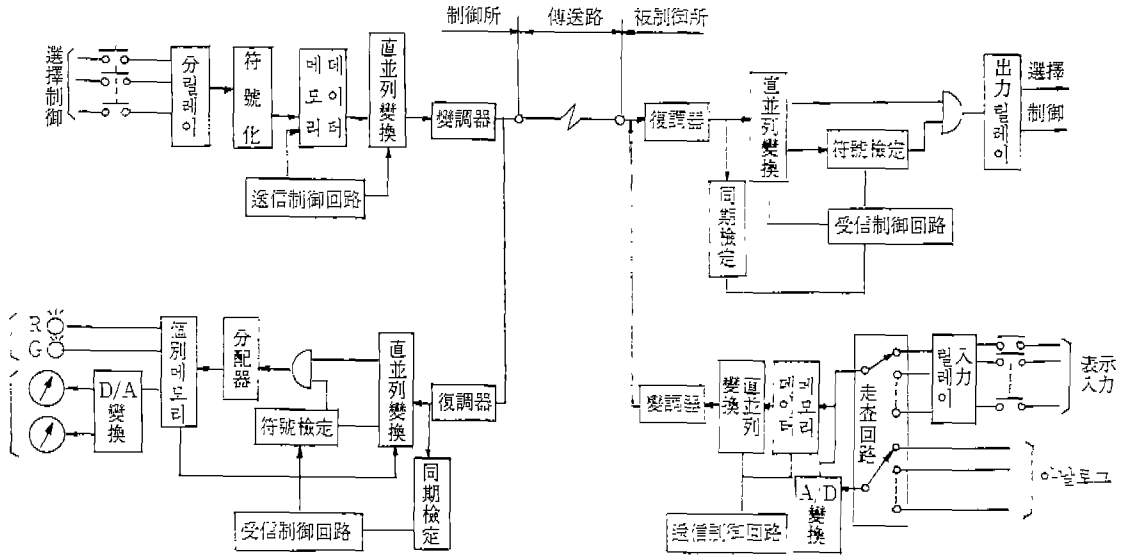 制御所
傳送路
被制御所
選擇制御
分릴레이
符號化
데이터
메모리
直並列變換
變調器
送信制御回路
復調器
直並列變換
符號檢定
同期檢定
受信制御回路
出力릴레이
選擇
制御
R
G
D/A
變換
個別메모리
分配器
符號檢定
直並列變換
復調器
同期檢定
受信制御回路
變調器
直並列
變換
메모리
데이터
送信制御回路
A/D
變換
走査回路
入力
릴레이
表示
入力
아날로그